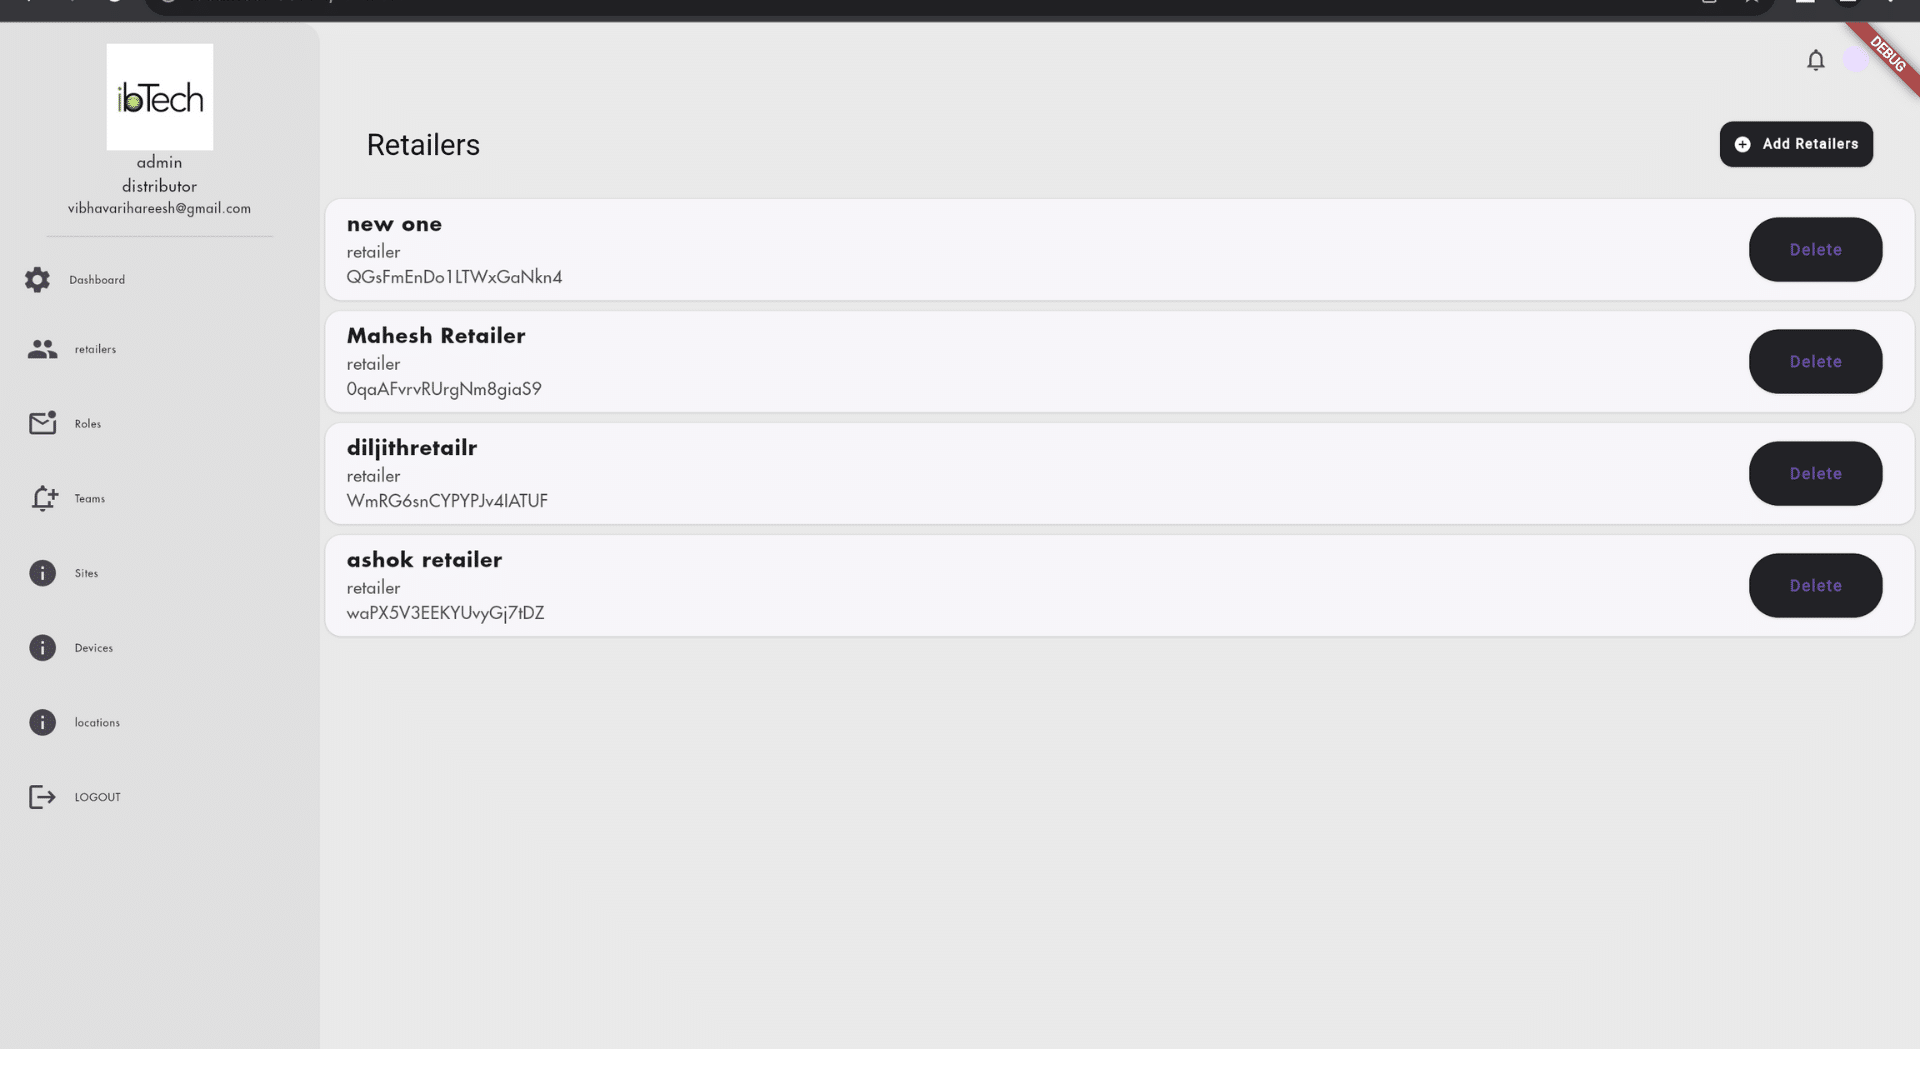 DEBUG
ibTech
admin
distributor
vibhavarihareesh@gmail.com
Dashboard
retailers
Roles
Teams
Sites
Devices
locations
LOGOUT
Retailers
Add Retailers
new one
retailer
QGsFmEnDo1LTWxGaNkn4
Delete
Mahesh Retailer
retailer
0qaAFvrvRUrgNm8giaS9
Delete
diljithretailr
retailer
WmRG6snCYPYPJv4IATUF
Delete
ashok retailer
retailer
waPX5V3EEKYUvyGj7tDZ
Delete